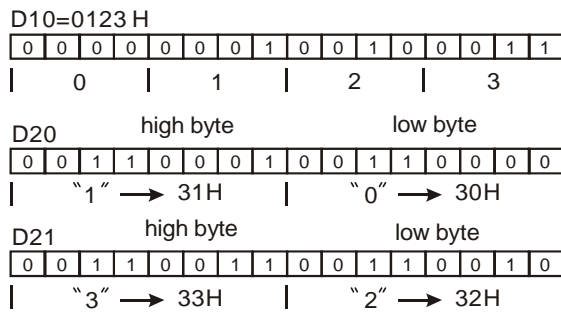 D10=0123 H
0 0 0 0 0 0 0 1 0 0 1 0 0 0 1 1
0 1 2 3
high byte low byte
D20
0 0 1 1 0 0 0 1 0 0 1 1 0 0 0 0
"1" → 31H "0" → 30H
high byte low byte
D21
0 0 1 1 0 0 1 1 0 0 1 1 0 0 1 0
"3" → 33H "2" → 32H